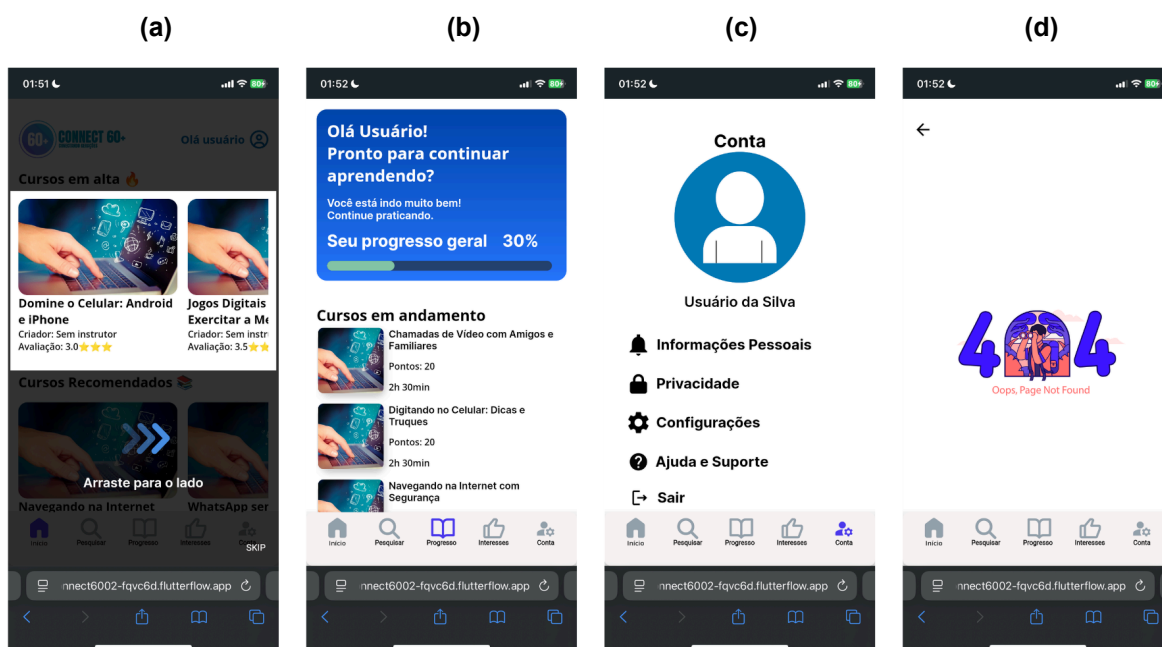 (a)
01:51
80+
60+
CONNECT 60+
Olá usuário
Cursos em alta 🔥
Domine o Celular: Android
e iPhone
Criador: Sem instrutor
Avaliação: 3.0⭐⭐⭐
Jogos Digitais
Exercitar a Me
Criador: Sem instr
Avaliação: 3.5⭐⭐
Cursos Recomendados 📚
Arraste para o lado
Navegando na Internet
WhatsApp ser
Início
Pesquisar
Progresso
Interesses
Conta
SKIP
nnect6002-fqvc6d.flutterflow.app
(b)
01:52
80+
Olá Usuário!
Pronto para continuar
aprendendo?
Você está indo muito bem!
Continue praticando.
Seu progresso geral 30%
Cursos em andamento
Chamadas de Vídeo com Amigos e
Familiares
Pontos: 20
2h 30min
Digitando no Celular: Dicas e
Truques
Pontos: 20
2h 30min
Navegando na Internet com
Segurança
Início
Pesquisar
Progresso
Interesses
Conta
nnect6002-fqvc6d.flutterflow.app
(c)
01:52
80+
Conta
Usuário da Silva
Informações Pessoais
Privacidade
Configurações
Ajuda e Suporte
Sair
Início
Pesquisar
Progresso
Interesses
Conta
nnect6002-fqvc6d.flutterflow.app
(d)
01:52
80+
404
Oops, Page Not Found
Início
Pesquisar
Progresso
Interesses
Conta
nnect6002-fqvc6d.flutterflow.app